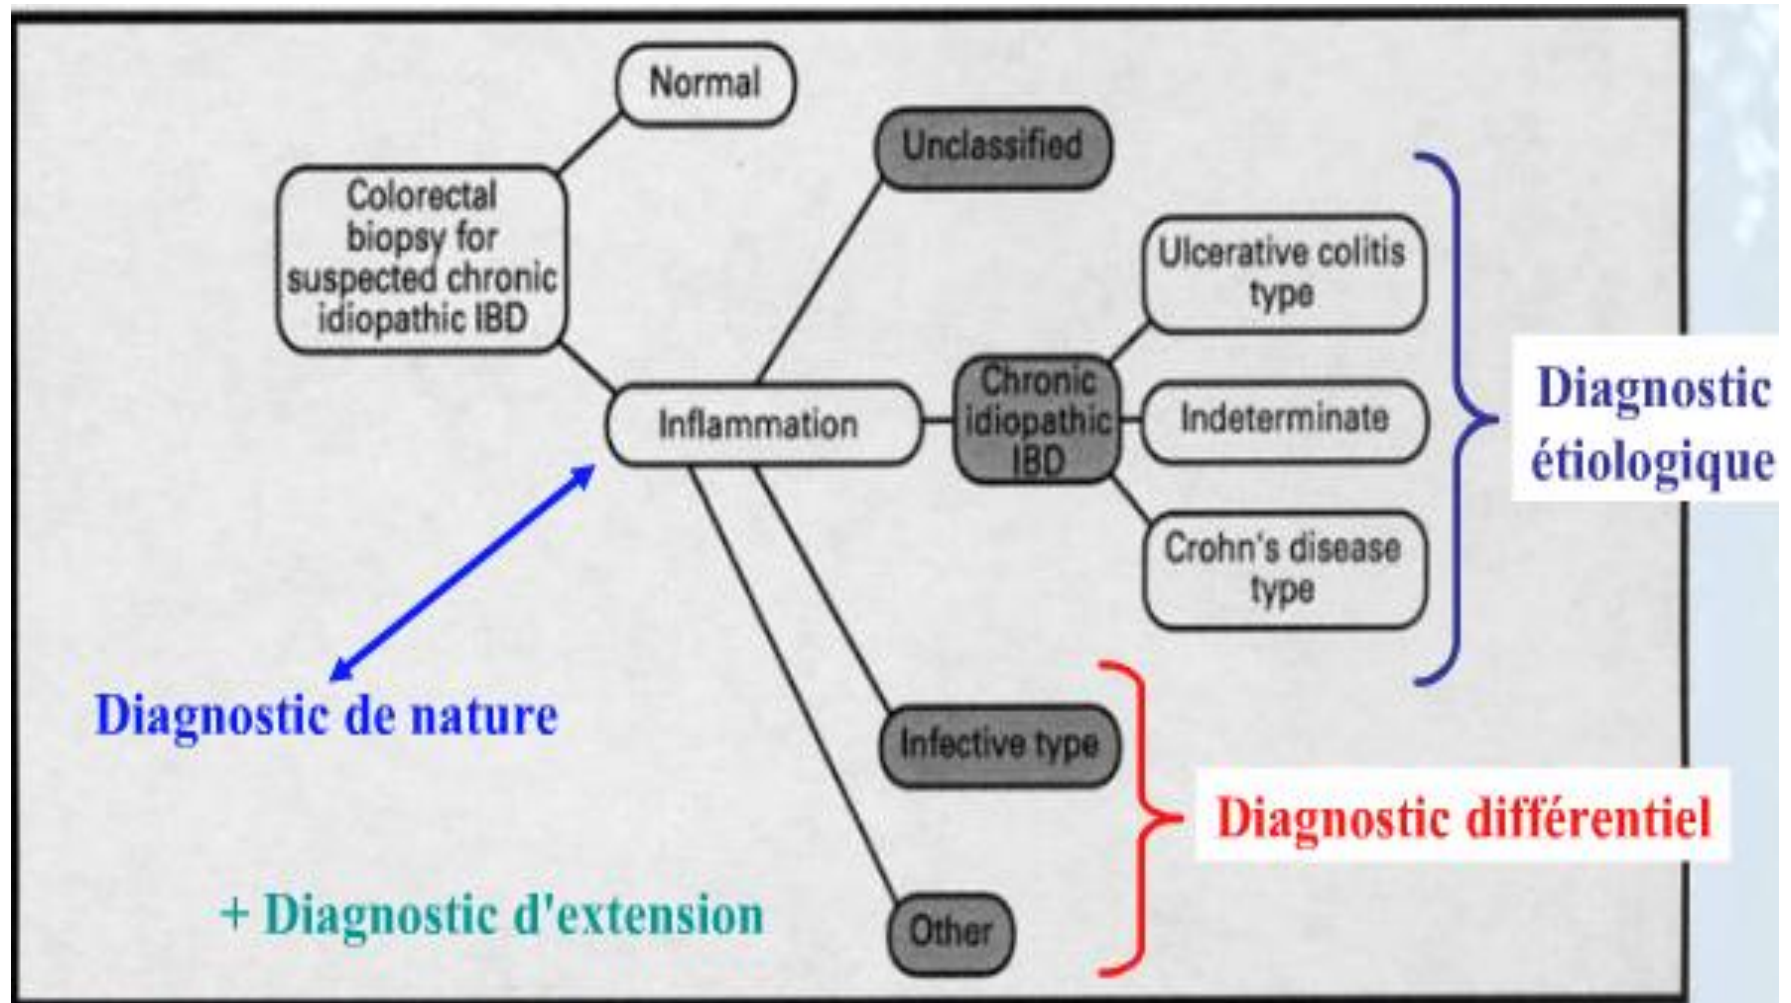 Normal
Unclassified
Colorectal
biopsy for
suspected chronic
idiopathic IBD
Ulcerative colitis
type
Chronic
idiopathic
IBD
Inflammation
Indeterminate
Diagnostic
étiologique
Crohn's disease
type
Diagnostic de nature
Infective type
Diagnostic différentiel
+ Diagnostic d'extension
Other